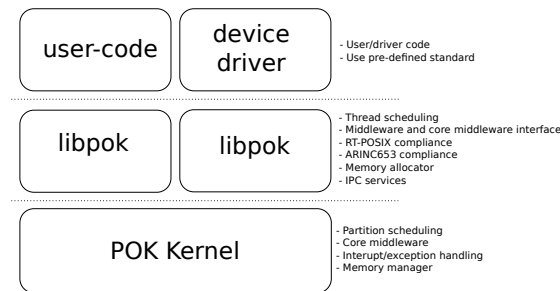 user-code
device
driver
- User/driver code
- Use pre-defined standard
libpok
libpok
- Thread scheduling
- Middleware and core middleware interface
- RT-POSIX compliance
- ARINC653 compliance
- Memory allocator
- IPC services
POK Kernel
- Partition scheduling
- Core middleware
- Interupt/exception handling
- Memory manager